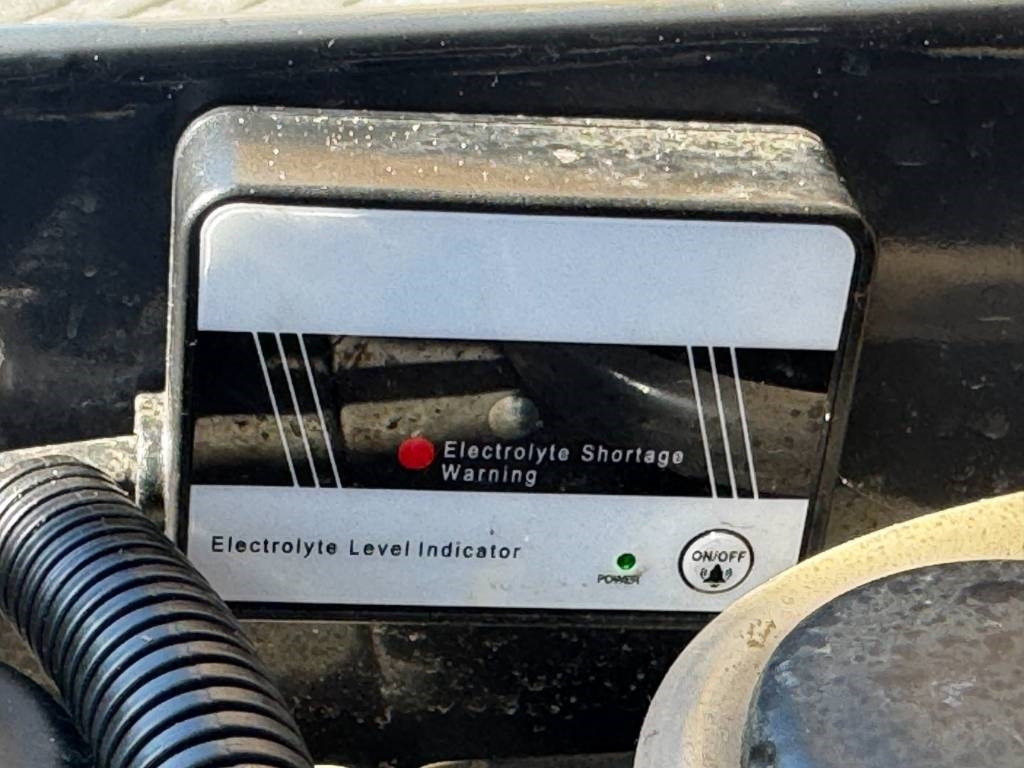 Electrolyte Shortage
Warning
Electrolyte Level Indicator
ON/OFF
POWER